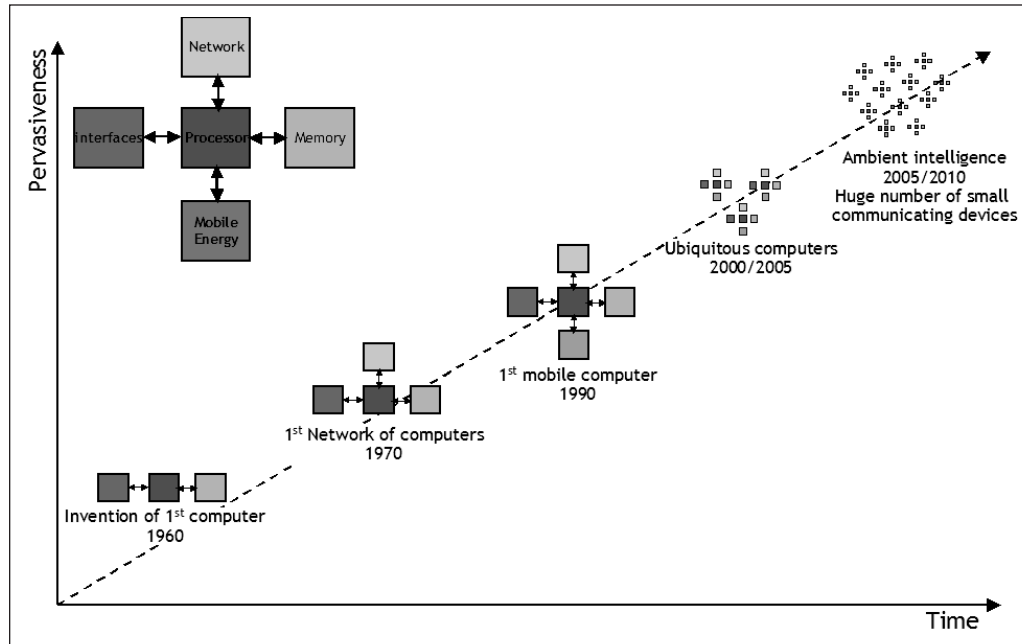 Network
Pervasiveness
interfaces
Processor
Memory
Mobile
Energy
Ambient intelligence
2005/2010
Huge number of small
communicating devices
Ubiquitous computers
2000/2005
1st mobile computer
1990
1st Network of computers
1970
Invention of 1st computer
1960
Time